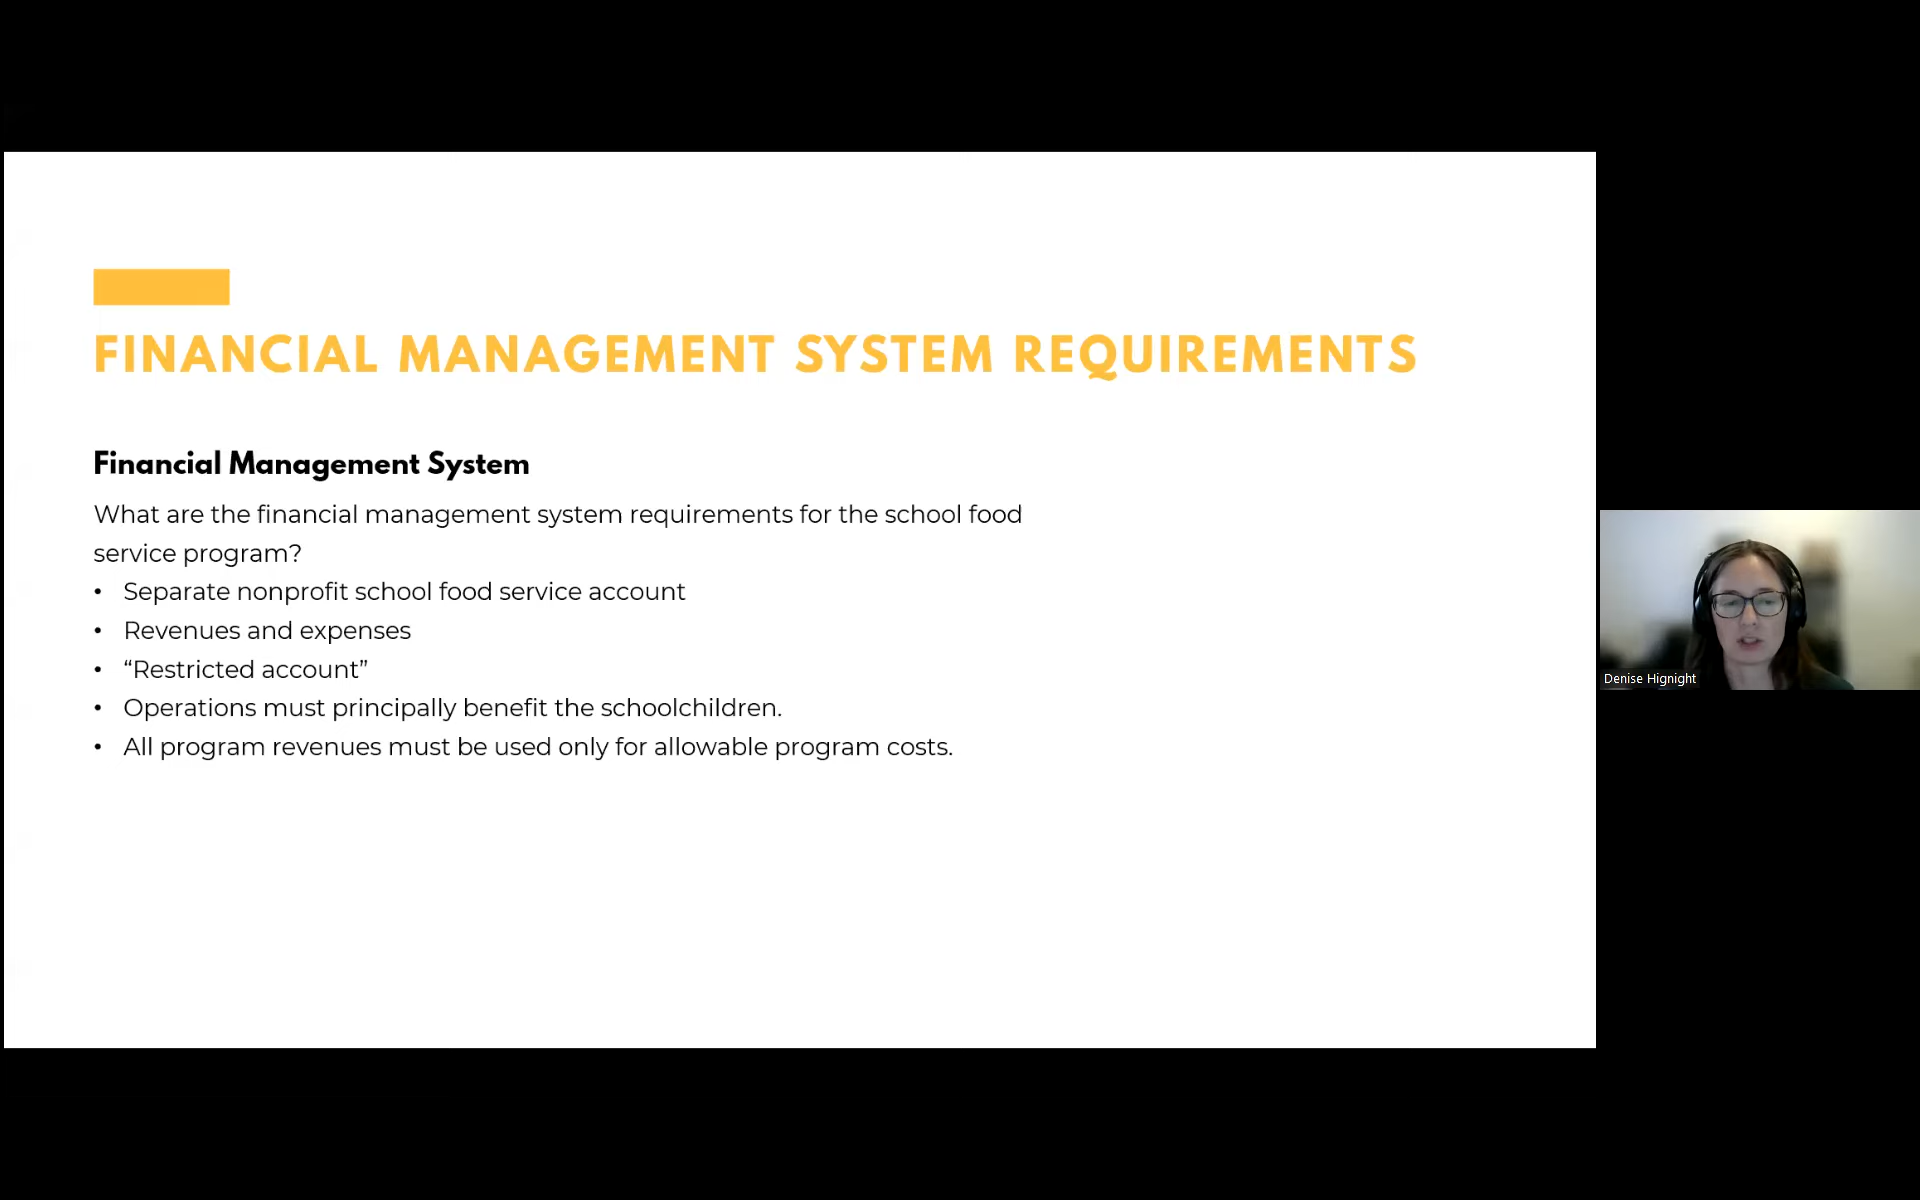 FINANCIAL MANAGEMENT SYSTEM REQUIREMENTS
Financial Management System
What are the financial management system requirements for the school food
service program?
• Separate nonprofit school food service account
• Revenues and expenses
• “Restricted account”
• Operations must principally benefit the schoolchildren.
• All program revenues must be used only for allowable program costs.
Denise Hignight